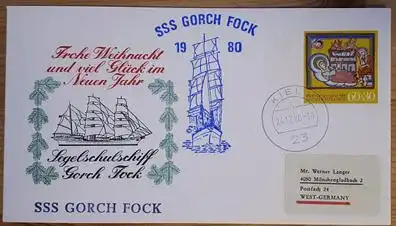 SSS GORCH FOCK
19 80
Frohe Weihnacht
und viel Glück im
Neuen Jahr
60+30
KIEL
23
Segelschulschiff
Gorch Fock
Mr. Werner Langer
4050 Mönchengladbach 2
Postfach 24
WEST-GERMANY
SSS GORCH FOCK